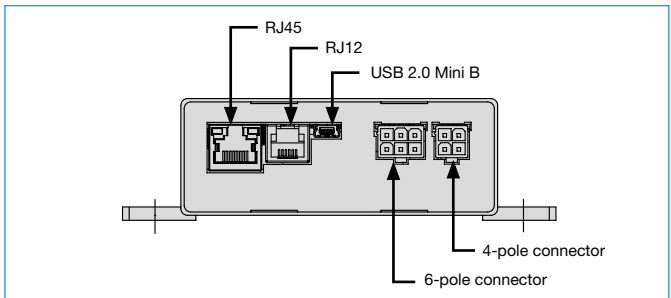 RJ45
RJ12
USB 2.0 Mini B
4-pole connector
6-pole connector